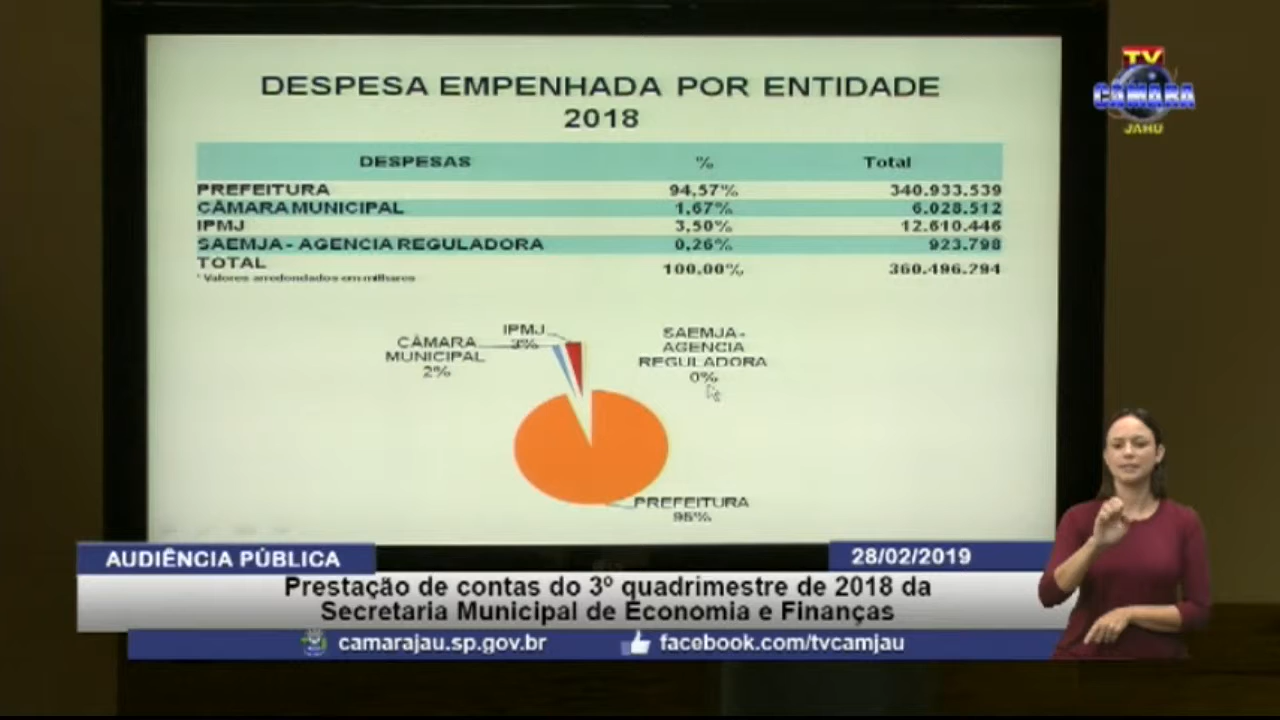 DESPESA EMPENHADA POR ENTIDADE
2018
DESPESAS % Total
PREFEITURA 94,57% 340.933.539
CÂMARA MUNICIPAL 1,67% 6.028.512
IPMJ 3,50% 12.610.446
SAEMJA - AGENCIA REGULADORA 0,26% 923.798
TOTAL 100,00% 360.496.294
* Valores arredondados em milhares
IPMJ
3%
CÂMARA
MUNICIPAL
2%
SAEMJA-
AGENCIA
REGULADORA
0%
PREFEITURA
95%
TV
CÂMARA
JAHU
AUDIÊNCIA PÚBLICA 28/02/2019
Prestação de contas do 3º quadrimestre de 2018 da
Secretaria Municipal de Economia e Finanças
camarajau.sp.gov.br facebook.com/tvcamjau